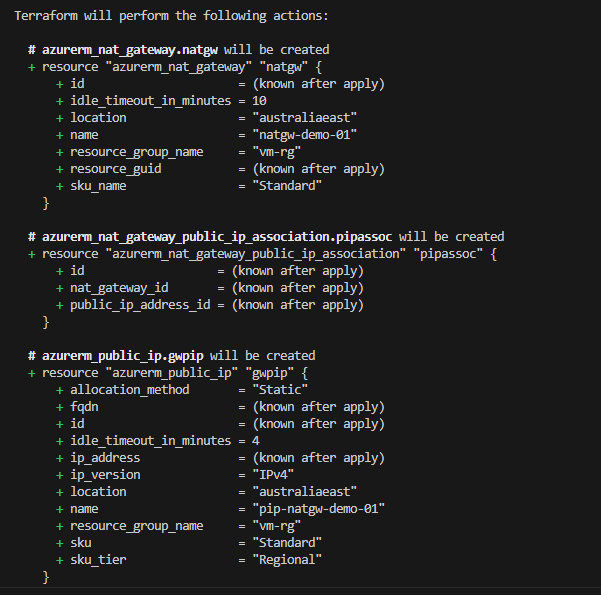 Terraform will perform the following actions:
# azurerm_nat_gateway.natgw will be created
+ resource "azurerm_nat_gateway" "natgw" {
+ id = (known after apply)
+ idle_timeout_in_minutes = 10
+ location = "australiaeast"
+ name = "natgw-demo-01"
+ resource_group_name = "vm-rg"
+ resource_guid = (known after apply)
+ sku_name = "Standard"
}
# azurerm_nat_gateway_public_ip_association.pipassoc will be created
+ resource "azurerm_nat_gateway_public_ip_association" "pipassoc" {
+ id = (known after apply)
+ nat_gateway_id = (known after apply)
+ public_ip_address_id = (known after apply)
}
# azurerm_public_ip.gwpip will be created
+ resource "azurerm_public_ip" "gwpip" {
+ allocation_method = "Static"
+ fqdn = (known after apply)
+ id = (known after apply)
+ idle_timeout_in_minutes = 4
+ ip_address = (known after apply)
+ ip_version = "IPv4"
+ location = "australiaeast"
+ name = "pip-natgw-demo-01"
+ resource_group_name = "vm-rg"
+ sku = "Standard"
+ sku_tier = "Regional"
}